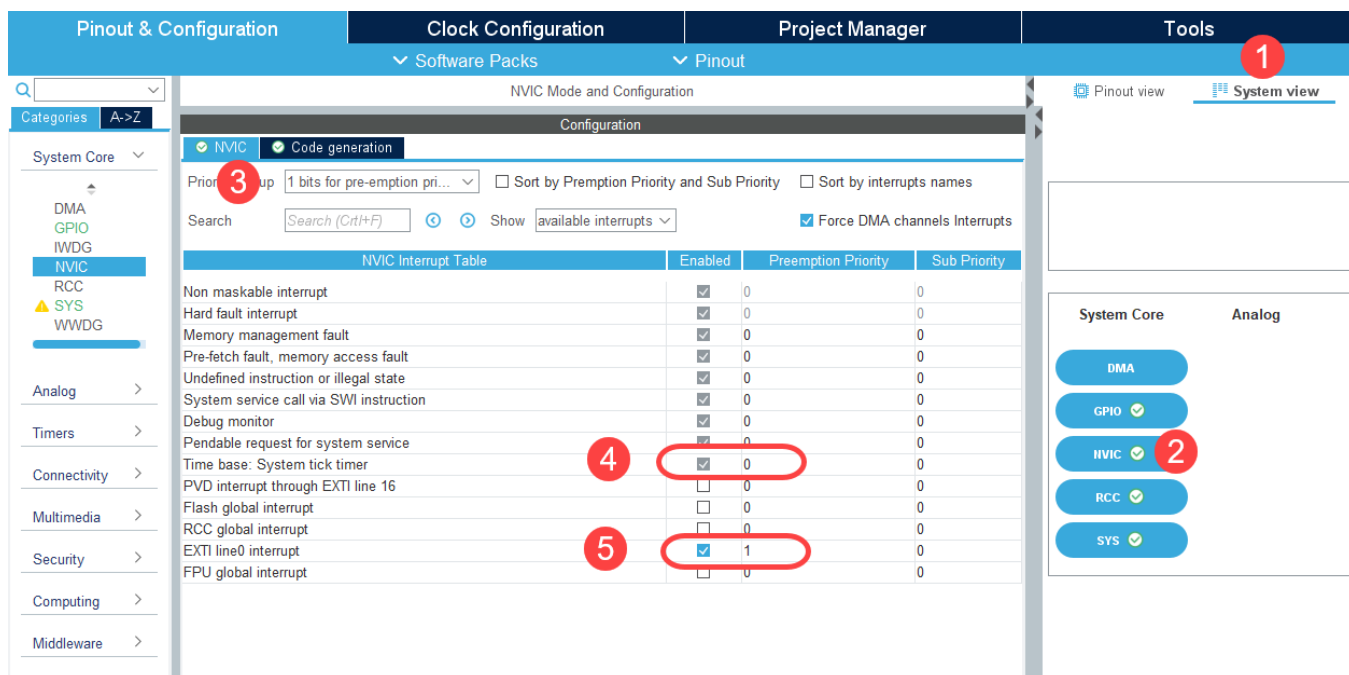 Pinout & Configuration Clock Configuration Project Manager Tools
Software Packs Pinout
1
Categories A->Z
System Core
DMA
GPIO
IWDG
NVIC
RCC
SYS
WWDG
Analog
Timers
Connectivity
Multimedia
Security
Computing
Middleware
NVIC Mode and Configuration
Configuration
NVIC Code generation
3 up 1 bits for pre-emption pri... Sort by Premption Priority and Sub Priority Sort by interrupts names
Search Search (Crtl+F) Show available interrupts Force DMA channels Interrupts
NVIC Interrupt Table Enabled Preemption Priority Sub Priority
Non maskable interrupt 0 0
Hard fault interrupt 0 0
Memory management fault 0 0
Pre-fetch fault, memory access fault 0 0
Undefined instruction or illegal state 0 0
System service call via SWI instruction 0 0
Debug monitor 0 0
Pendable request for system service 0 0
Time base: System tick timer 4 0 0
PVD interrupt through EXTI line 16 0 0
Flash global interrupt 0 0
RCC global interrupt 0 0
EXTI line0 interrupt 5 1 0
FPU global interrupt 0 0
Pinout view System view
System Core Analog
DMA
GPIO
NVIC 2
RCC
SYS